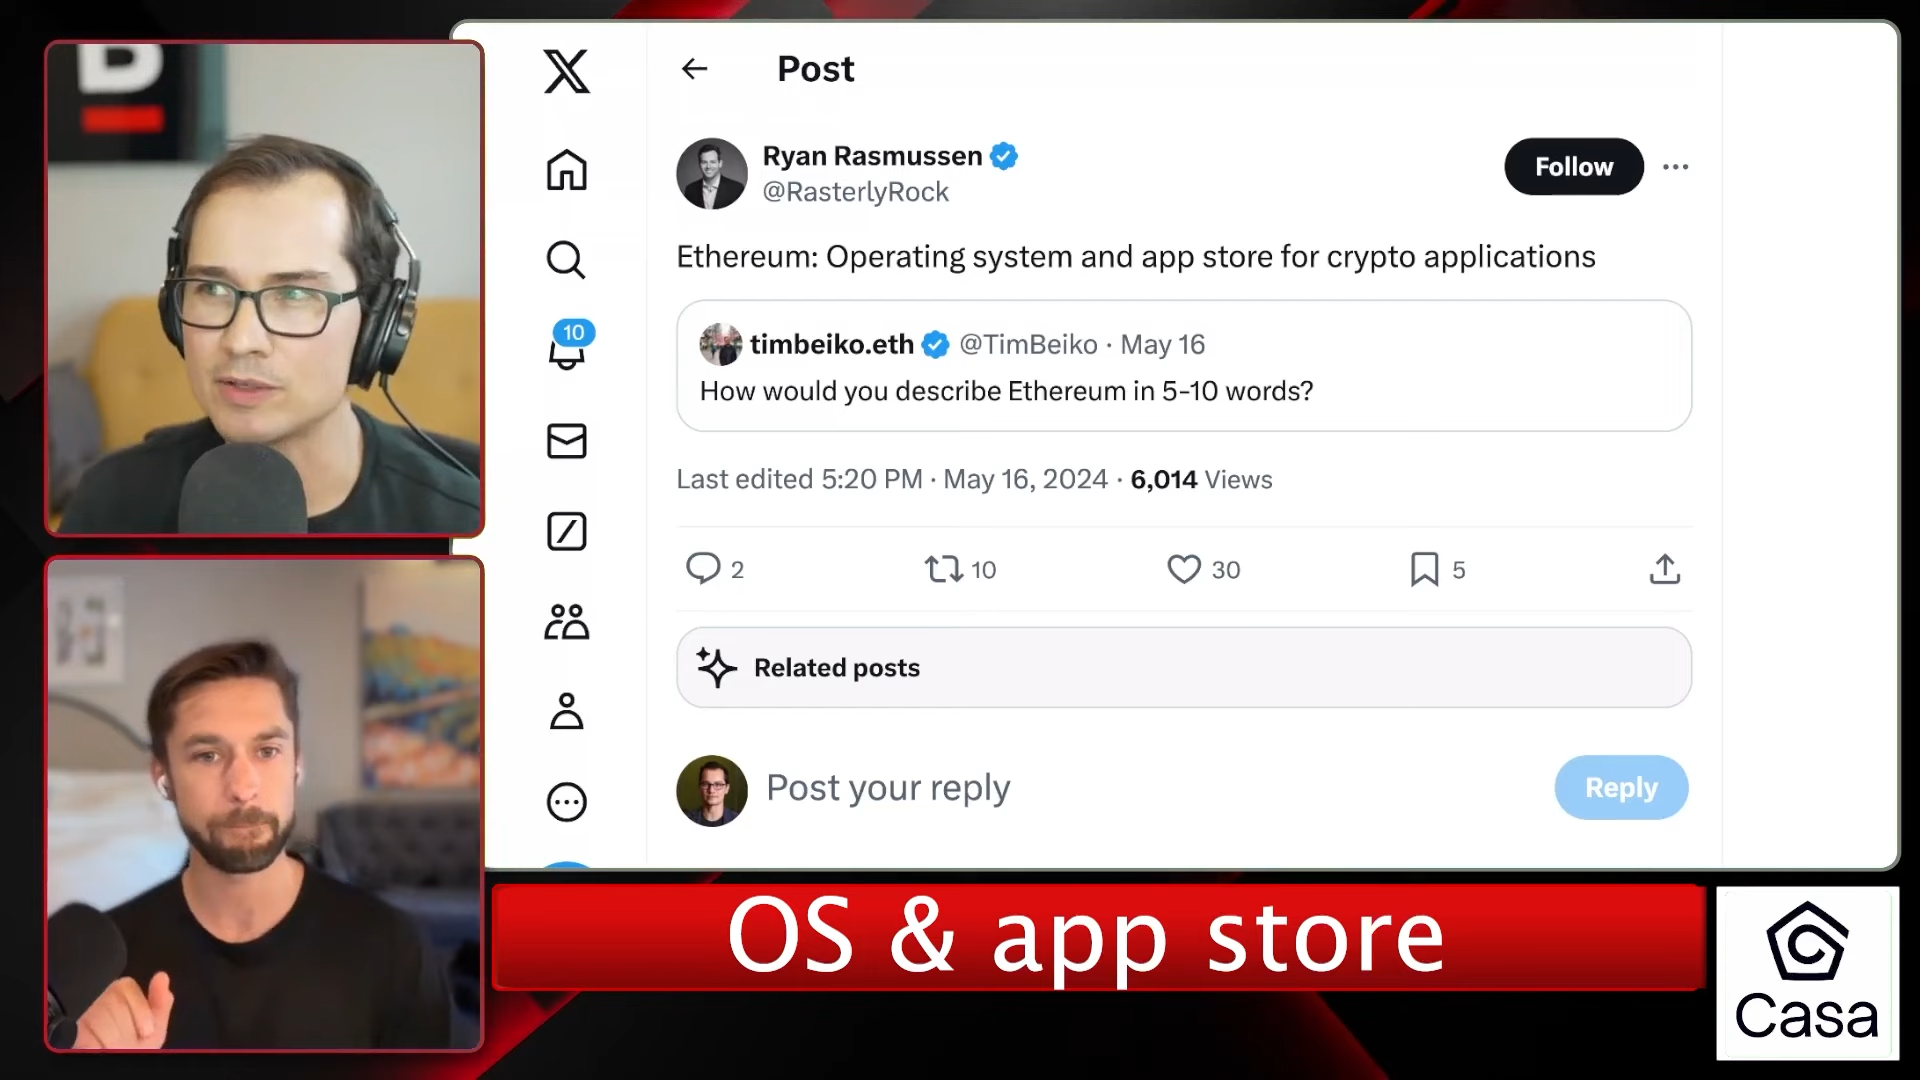 B
Post
Ryan Rasmussen
@RasterlyRock
Follow
Ethereum: Operating system and app store for crypto applications
10
timbeiko.eth @TimBeiko · May 16
How would you describe Ethereum in 5-10 words?
Last edited 5:20 PM · May 16, 2024 · 6,014 Views
2 10 30 5
Related posts
Post your reply
Reply
OS & app store
Casa